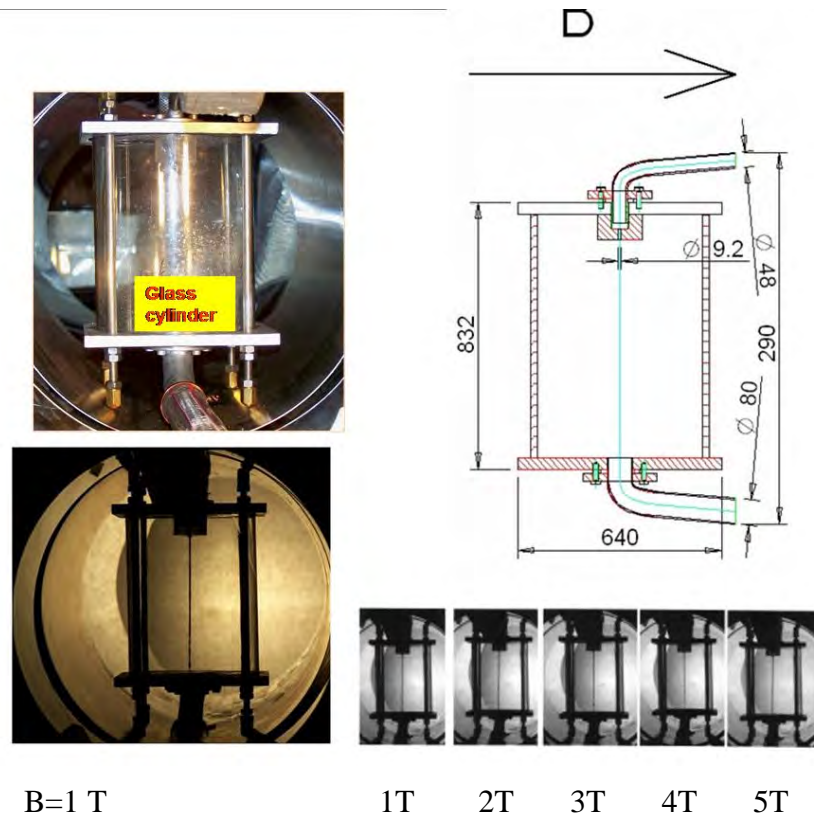 Glass
cylinder
832
Ø 9.2
Ø 48
290
Ø 80
640
B=1 T
1T 2T 3T 4T 5T